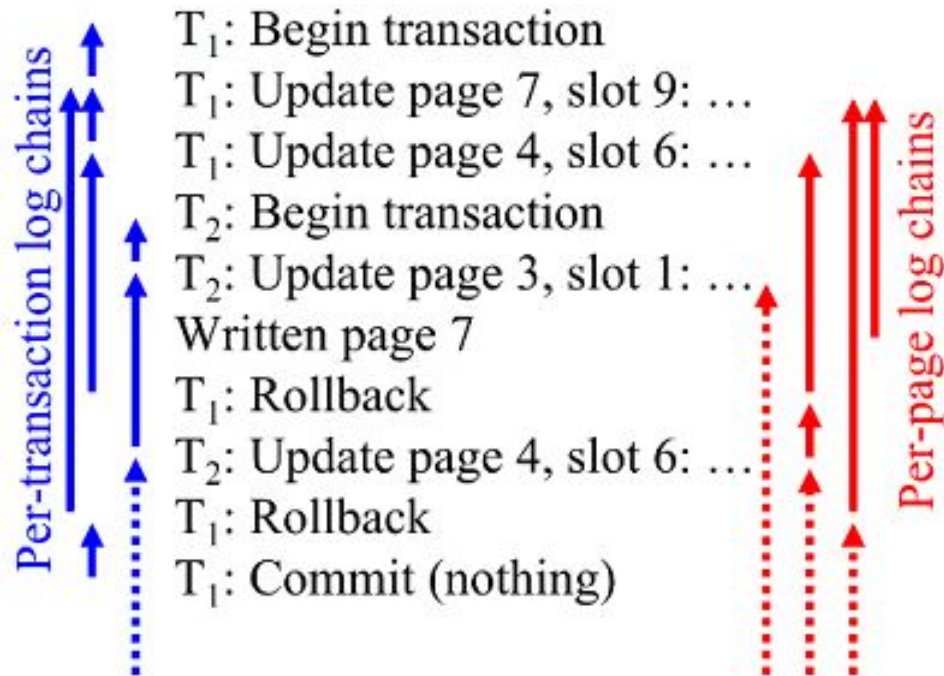 Per-transaction log chains
T₁: Begin transaction
T₁: Update page 7, slot 9: …
T₁: Update page 4, slot 6: …
T₂: Begin transaction
T₂: Update page 3, slot 1: …
Written page 7
T₁: Rollback
T₂: Update page 4, slot 6: …
T₁: Rollback
T₁: Commit (nothing)
Per-page log chains